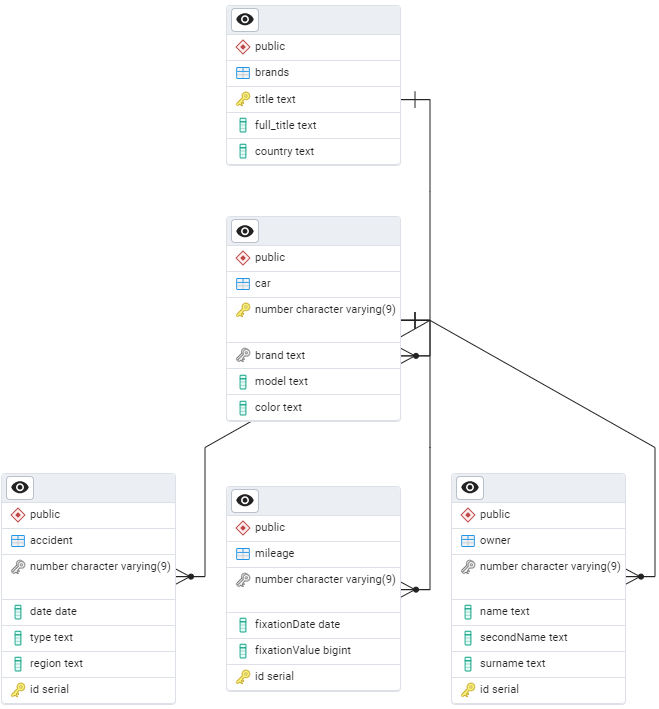 public
brands
title text
full_title text
country text
public
car
number character varying(9)
brand text
model text
color text
public
accident
number character varying(9)
date date
type text
region text
id serial
public
mileage
number character varying(9)
fixationDate date
fixationValue bigint
id serial
public
owner
number character varying(9)
name text
secondName text
surname text
id serial